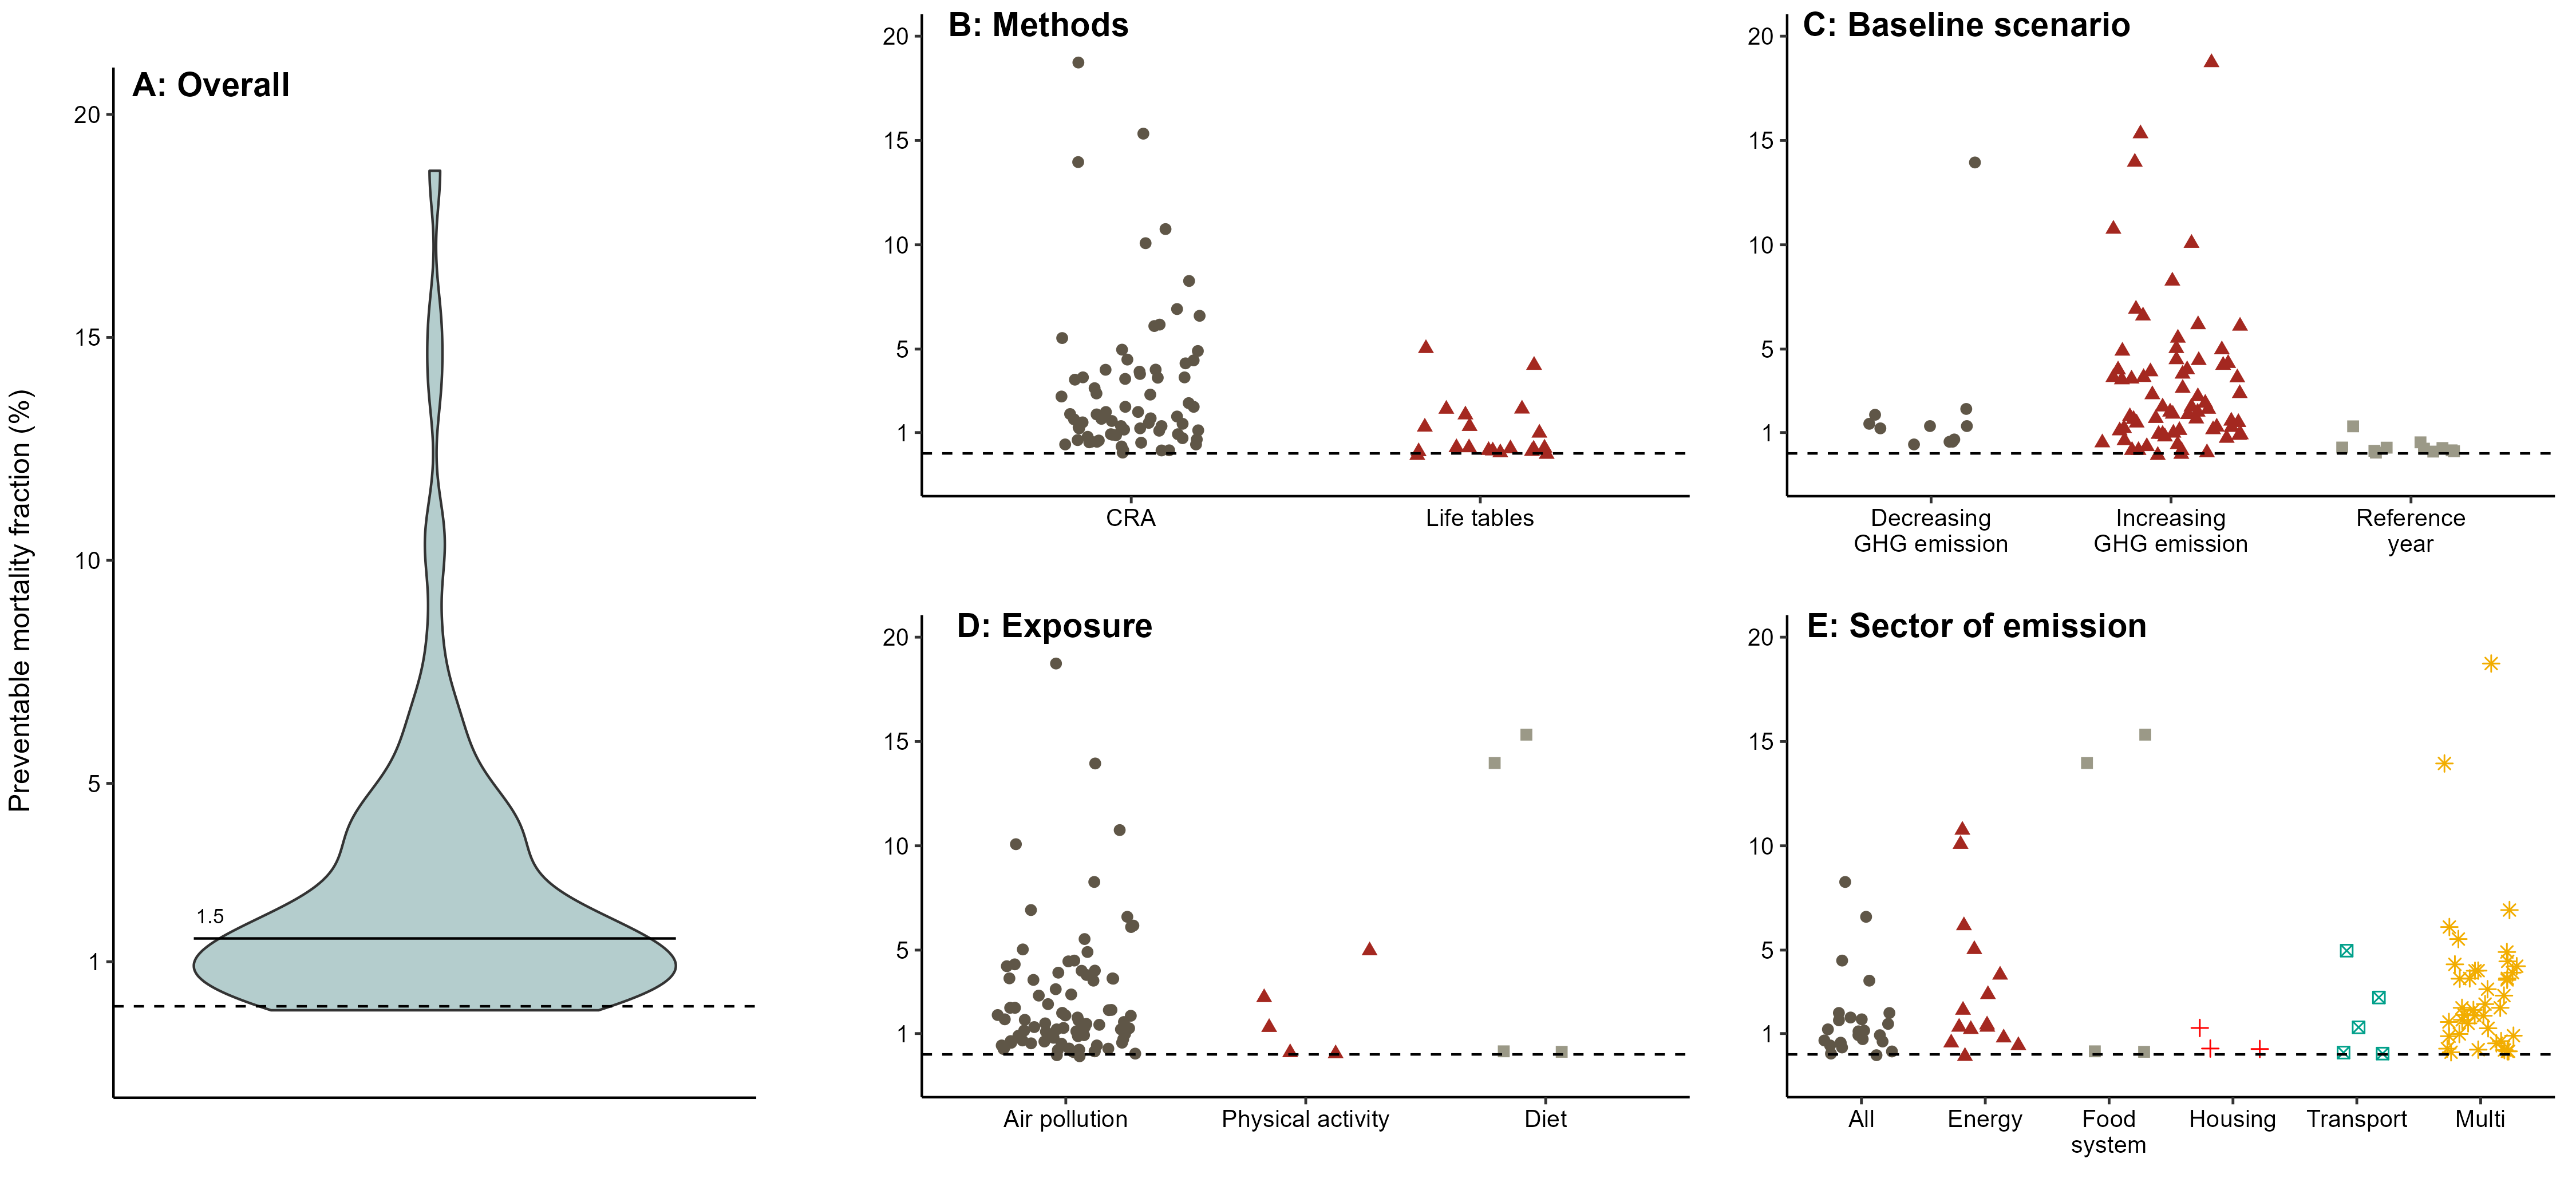 Preventable mortality fraction (%)
A: Overall
20
15
10
5
1
1.5
B: Methods
20
15
10
5
1
CRA
Life tables
C: Baseline scenario
20
15
10
5
1
Decreasing
GHG emission
Increasing
GHG emission
Reference
year
D: Exposure
20
15
10
5
1
Air pollution
Physical activity
Diet
E: Sector of emission
20
15
10
5
1
All
Energy
Food
system
Housing
Transport
Multi